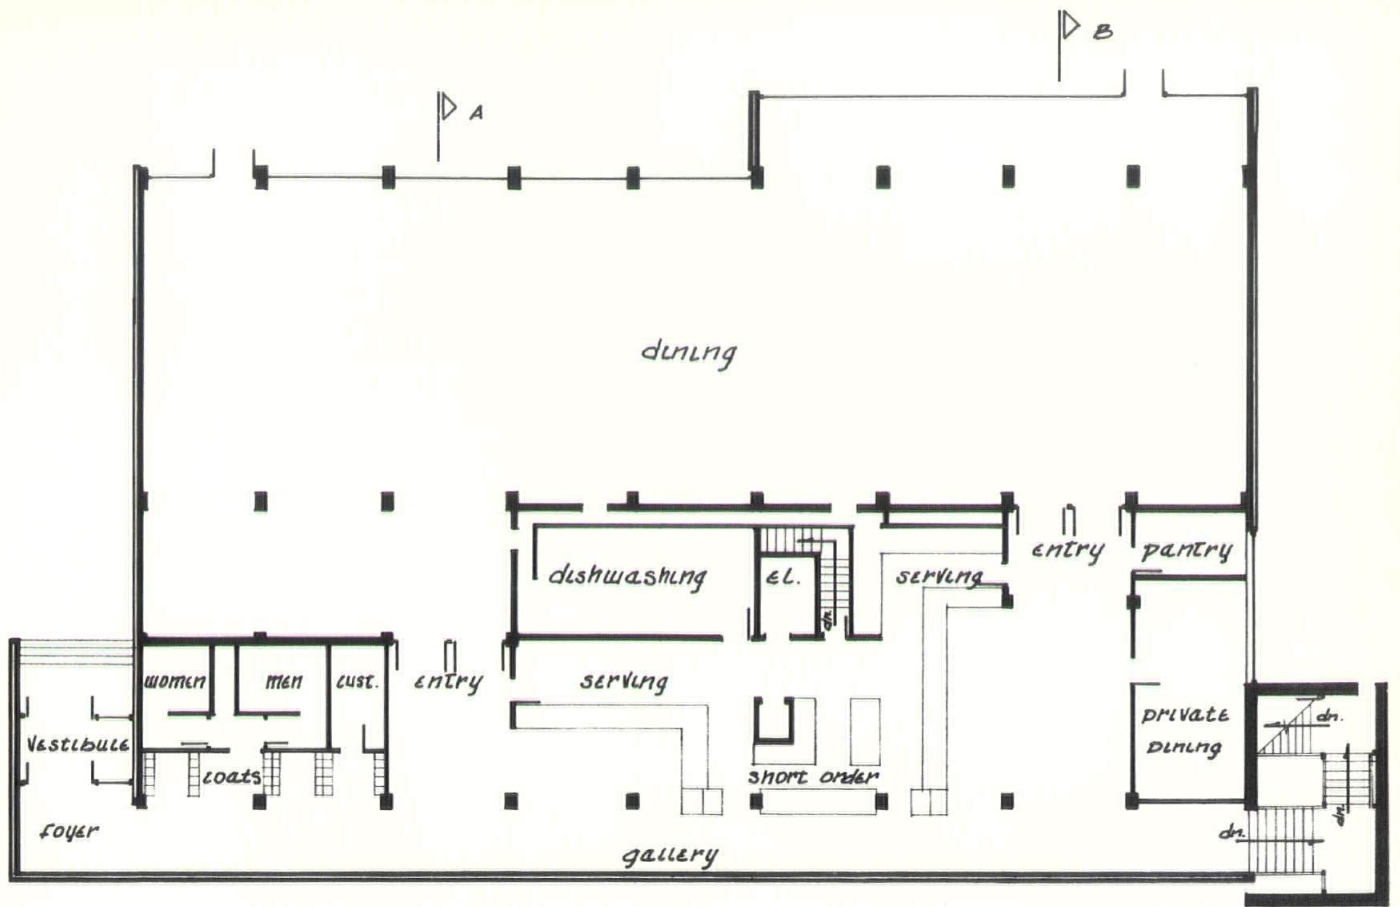 B
A
dining
entry
pantry
dishwashing
el.
serving
dn.
women
men
cust.
entry
serving
private
dining
dn.
vestibule
coats
short order
dn.
foyer
dn.
gallery